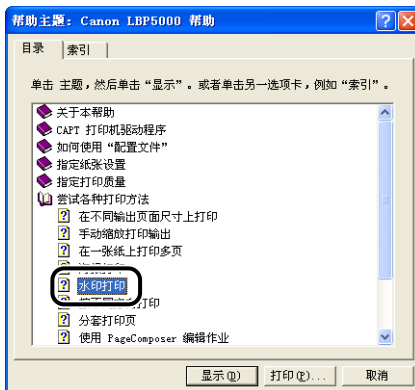 帮助主题: Canon LBP5000 帮助
目录 索引
单击 主题，然后单击“显示”。或者单击另一选项卡，例如“索引”。
关于本帮助
CAPT 打印机驱动程序
如何使用“配置文件”
指定纸张设置
指定打印质量
尝试各种打印方法
在不同输出页面尺寸上打印
手动缩放打印输出
在一张纸上打印多页
水印打印
分套打印页
使用 PageComposer 编辑作业
显示(D) 打印(P)... 取消